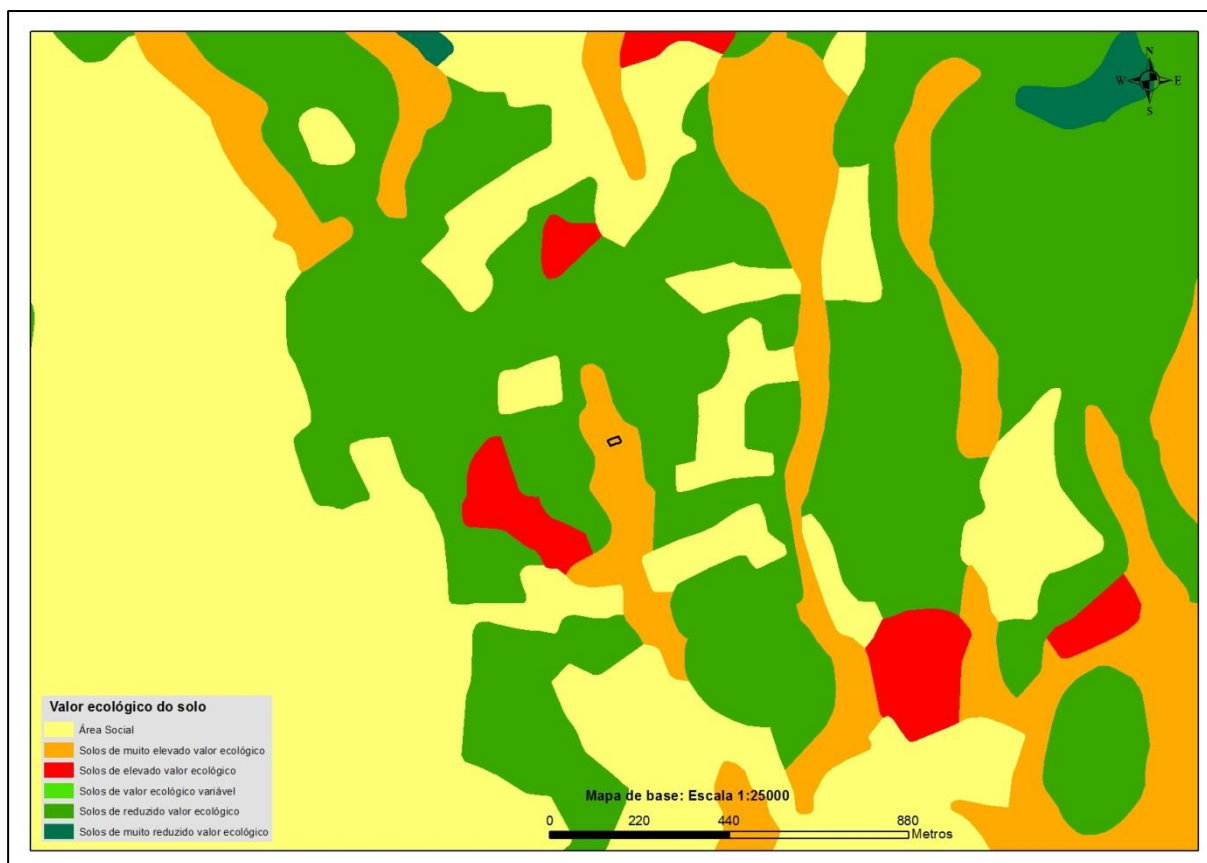 N
W E
S
Valor ecológico do solo
Área Social
Solos de muito elevado valor ecológico
Solos de elevado valor ecológico
Solos de valor ecológico variável
Solos de reduzido valor ecológico
Solos de muito reduzido valor ecológico
Mapa de base: Escala 1:25000
0 220 440 880
Metros